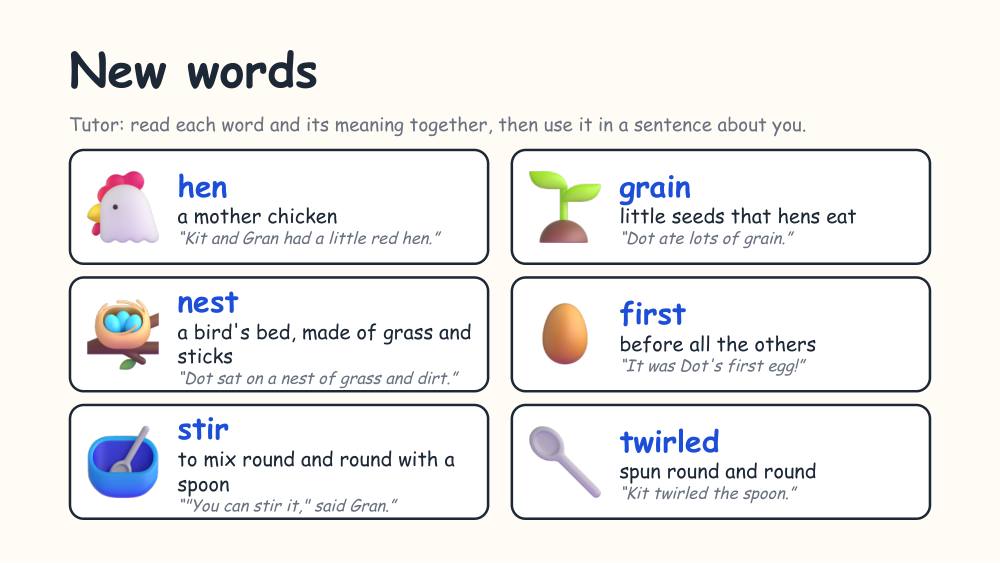 New words
Tutor: read each word and its meaning together, then use it in a sentence about you.
hen
a mother chicken
“Kit and Gran had a little red hen.”
grain
little seeds that hens eat
“Dot ate lots of grain.”
nest
a bird's bed, made of grass and
sticks
“Dot sat on a nest of grass and dirt.”
first
before all the others
“It was Dot's first egg!”
stir
to mix round and round with a
spoon
“"You can stir it," said Gran.”
twirled
spun round and round
“Kit twirled the spoon.”